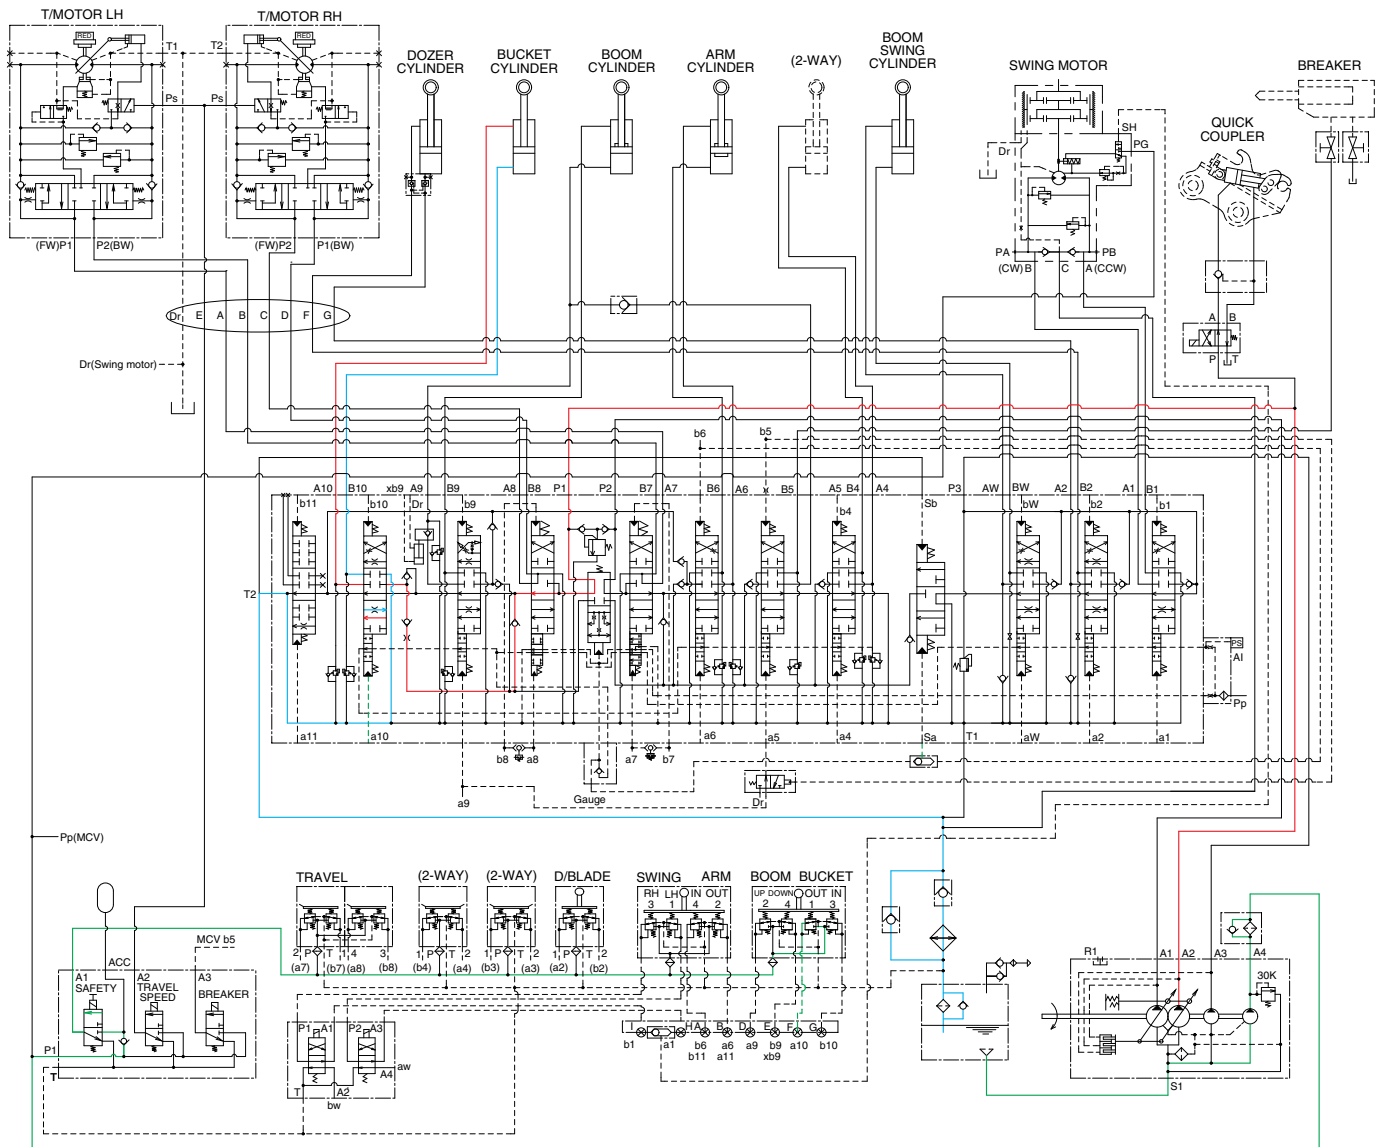 T/MOTOR LH
T/MOTOR RH
RED
RED
T1
T2
Ps
Ps
(FW)P1
P2(BW)
(FW)P2
P1(BW)
DOZER
CYLINDER
BUCKET
CYLINDER
BOOM
CYLINDER
ARM
CYLINDER
(2-WAY)
BOOM
SWING
CYLINDER
SWING MOTOR
SH
PG
Dr
PA
PB
(CW) B
C
A (CCW)
BREAKER
QUICK
COUPLER
A
B
P
T
Dr
E
A
B
C
D
F
G
Dr(Swing motor)
b6
b5
A10
B10
xb9
A9
B9
A8
B8
P1
P2
B7
A7
B6
A6
x
B5
A5
B4
A4
P3
AW
BW
A2
B2
A1
B1
b11
b10
Dr
b9
b4
Sb
bW
b2
b1
T2
PS
AI
Pp
a11
a10
b8
a8
a7
b7
a6
a5
a4
Sa
T1
aW
a2
a1
Gauge
a9
Dr
Pp(MCV)
TRAVEL
(2-WAY)
(2-WAY)
D/BLADE
SWING
ARM
BOOM
BUCKET
RH
LH
IN
OUT
UP
DOWN
OUT
IN
3
1
4
2
2
4
1
3
2
P
T
4
3
1
P
T
2
1
P
T
2
1
P
T
2
(a7)
(b7)
(a8)
(b8)
(b4)
(a4)
(b3)
(a3)
(a2)
(b2)
MCV b5
A1
ACC
A2
A3
SAFETY
TRAVEL
SPEED
BREAKER
P1
T
P1
A1
P2
A3
A4
aw
T
A2
bw
I
H
A
B
D
E
F
G
b1
a1
b6
a6
a9
b9
a10
b10
b11
a11
xb9
R1
A1
A2
A3
A4
30K
S1